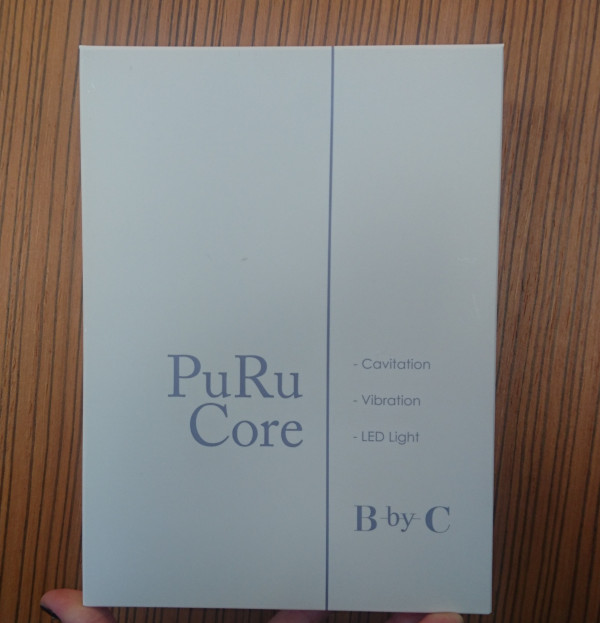 PuRu
Core
- Cavitation
- Vibration
- LED Light
B by C